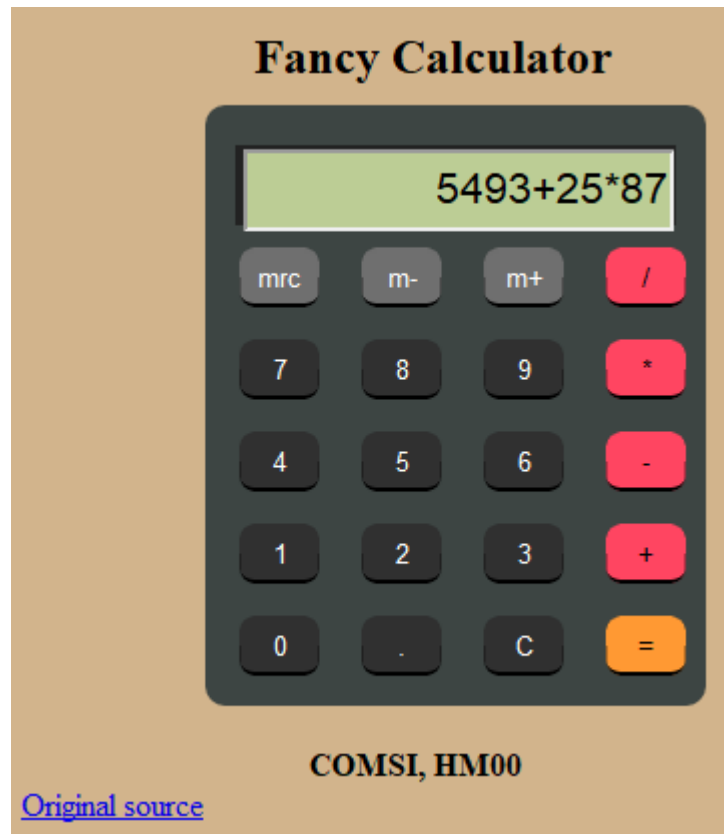 Fancy Calculator
5493+25*87
mrc m- m+ /
7 8 9 *
4 5 6 -
1 2 3 +
0 . C =
COMSI, HM00
Original source